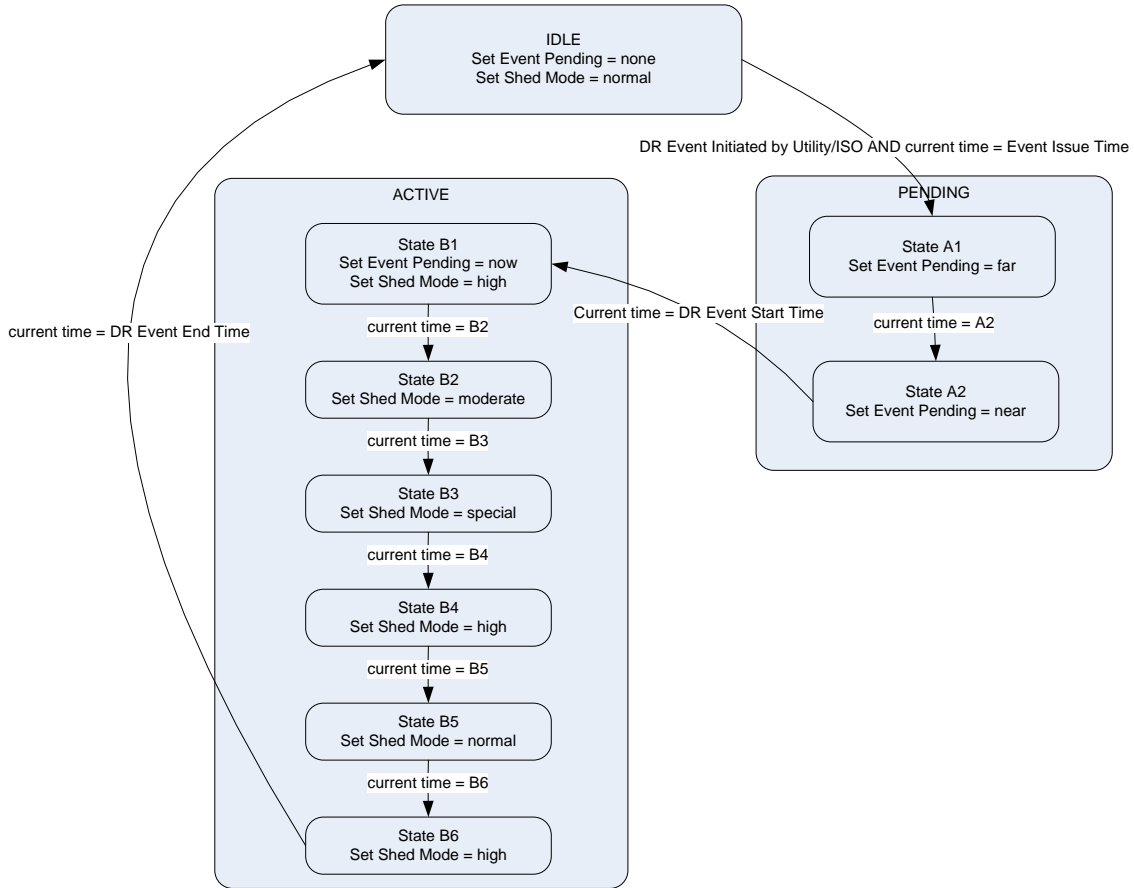 IDLE
Set Event Pending = none
Set Shed Mode = normal
DR Event Initiated by Utility/ISO AND current time = Event Issue Time
ACTIVE
PENDING
State B1
Set Event Pending = now
Set Shed Mode = high
State A1
Set Event Pending = far
Current time = DR Event Start Time
current time = A2
current time = DR Event End Time
current time = B2
State B2
Set Shed Mode = moderate
State A2
Set Event Pending = near
current time = B3
State B3
Set Shed Mode = special
current time = B4
State B4
Set Shed Mode = high
current time = B5
State B5
Set Shed Mode = normal
current time = B6
State B6
Set Shed Mode = high